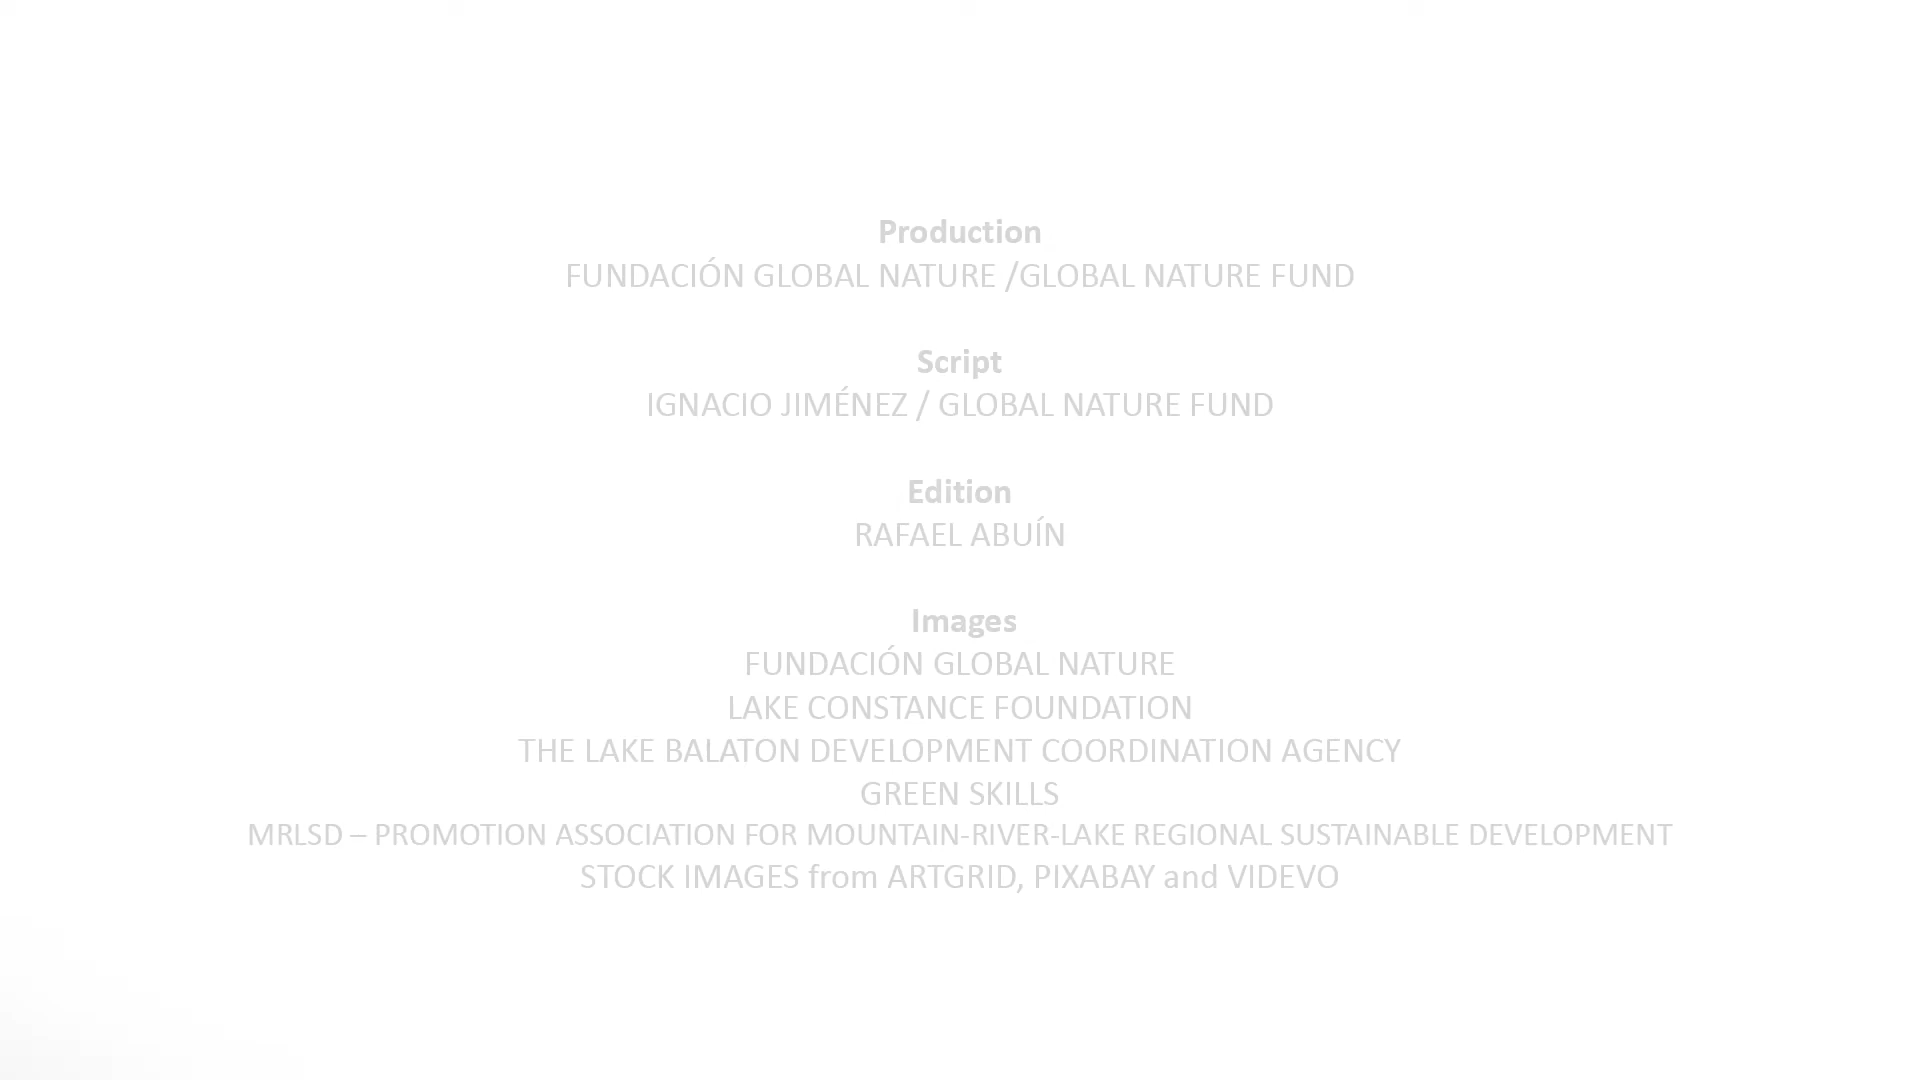 Production
FUNDACIÓN GLOBAL NATURE /GLOBAL NATURE FUND
Script
IGNACIO JIMÉNEZ / GLOBAL NATURE FUND
Edition
RAFAEL ABUÍN
Images
FUNDACIÓN GLOBAL NATURE
LAKE CONSTANCE FOUNDATION
THE LAKE BALATON DEVELOPMENT COORDINATION AGENCY
GREEN SKILLS
MRLSD – PROMOTION ASSOCIATION FOR MOUNTAIN-RIVER-LAKE REGIONAL SUSTAINABLE DEVELOPMENT
STOCK IMAGES from ARTGRID, PIXABAY and VIDEVO